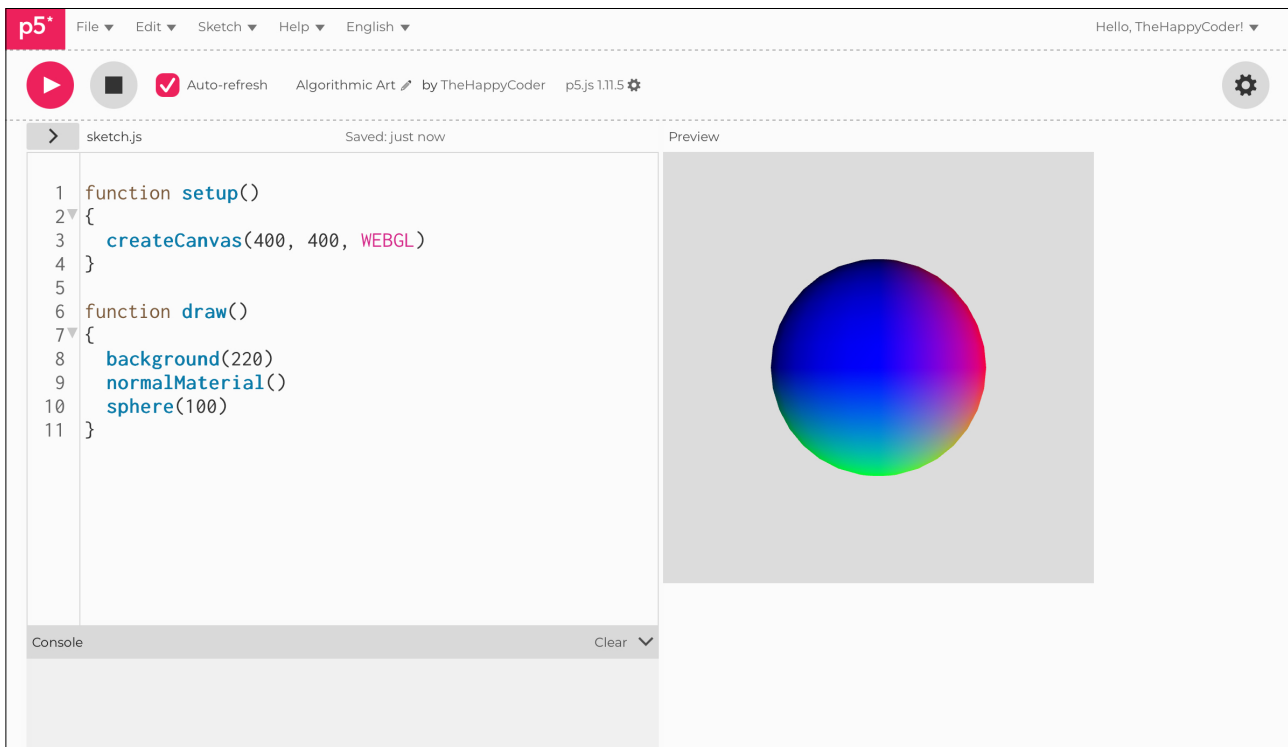 p5* File Edit Sketch Help English Hello, TheHappyCoder!
Auto-refresh Algorithmic Art by TheHappyCoder p5.js 1.11.5
sketch.js Saved: just now Preview
1 function setup()
2 {
3 createCanvas(400, 400, WEBGL)
4 }
5
6 function draw()
7 {
8 background(220)
9 normalMaterial()
10 sphere(100)
11 }
Console Clear